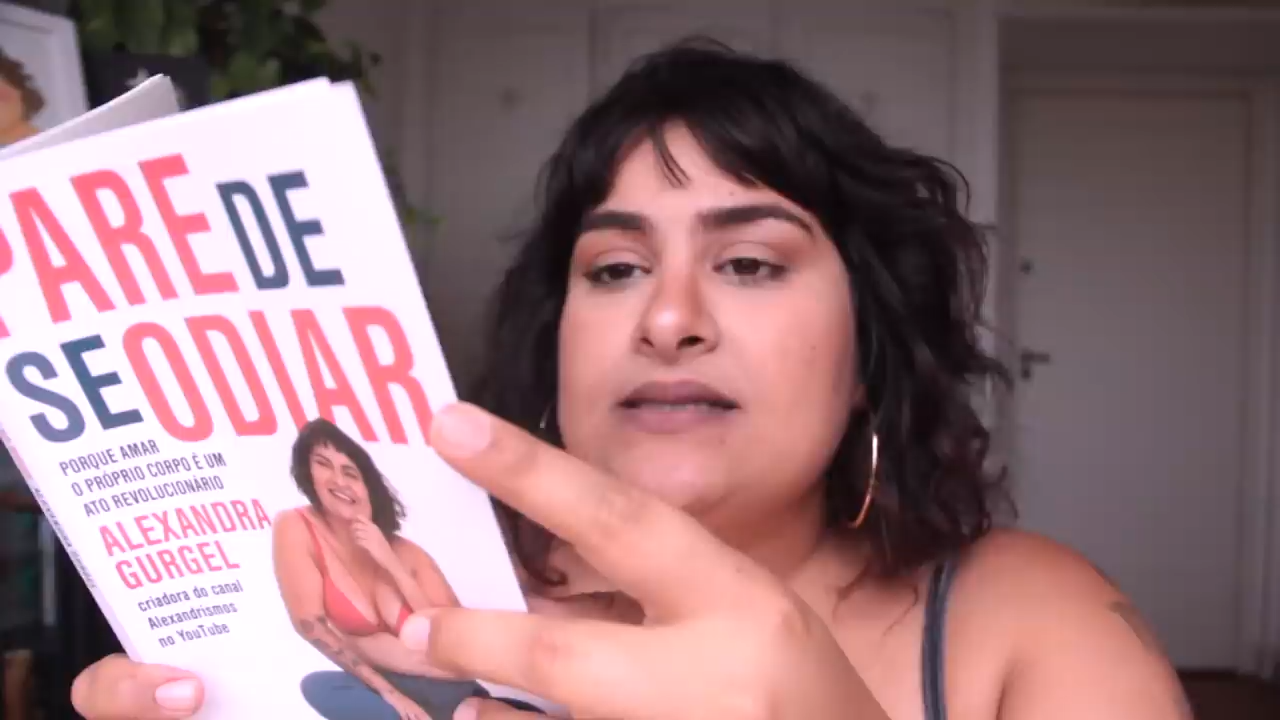 PARE DE
SE ODIAR
PORQUE AMAR
O PRÓPRIO CORPO É UM
ATO REVOLUCIONÁRIO
ALEXANDRA
GURGEL
criadora do canal
Alexandrismos
no YouTube